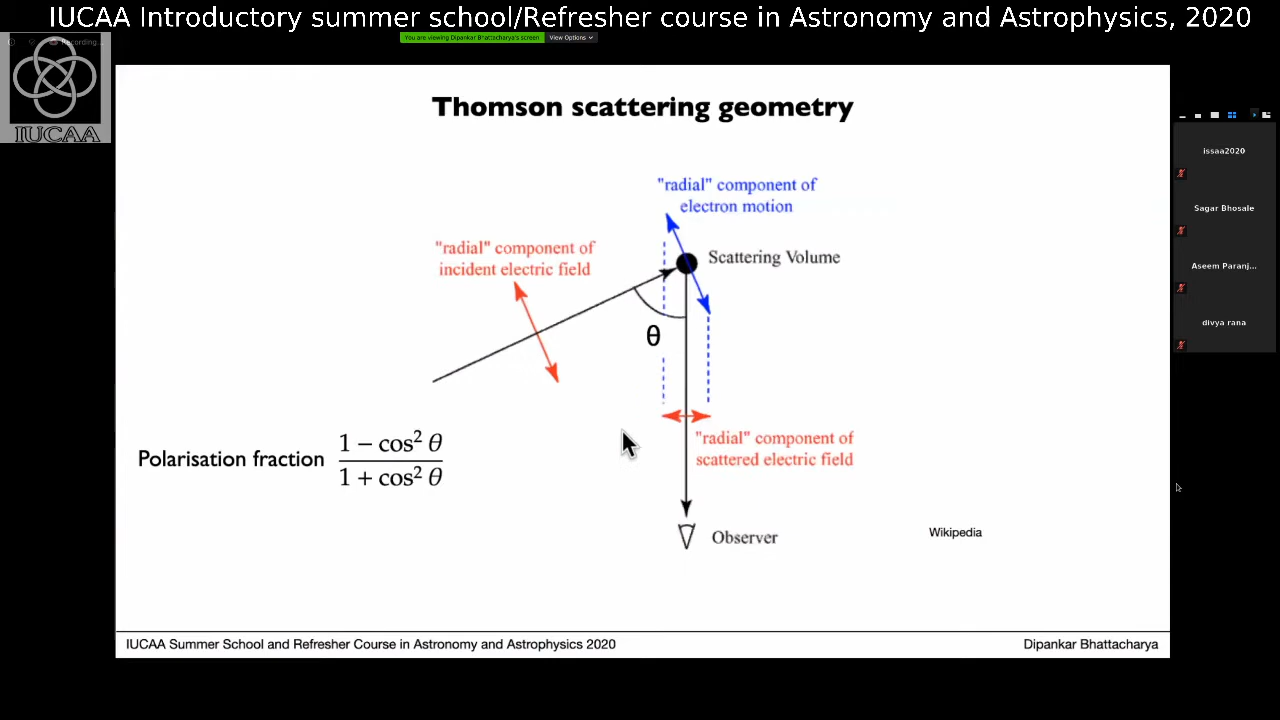 IUCAA Introductory summer school/Refresher course in Astronomy and Astrophysics, 2020
You are viewing Dipankar Bhattacharya's screen
View Options
Recording...
IUCAA
Thomson scattering geometry
"radial" component of
electron motion
"radial" component of
incident electric field
Scattering Volume
θ
Polarisation fraction (1 − cos² θ)/(1 + cos² θ)
"radial" component of
scattered electric field
Observer
Wikipedia
IUCAA Summer School and Refresher Course in Astronomy and Astrophysics 2020
Dipankar Bhattacharya
issaa2020
Sagar Bhosale
Aseem Paranj...
divya rana